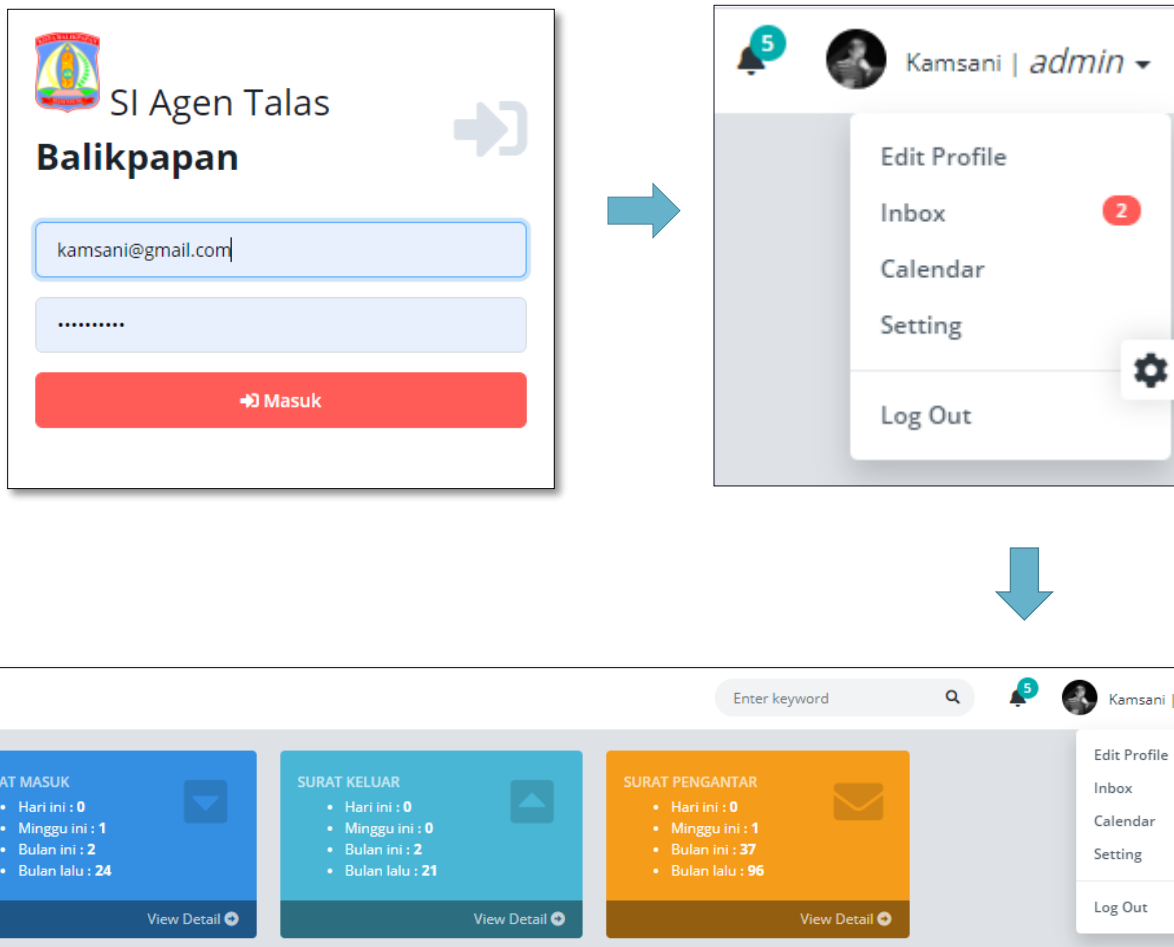 SI Agen Talas
Balikpapan
kamsani@gmail.com
••••••••••
Masuk
5
Kamsani | admin
Edit Profile
Inbox 2
Calendar
Setting
Log Out
Enter keyword
5
Kamsani |
AT MASUK
• Hari ini : 0
• Minggu ini : 1
• Bulan ini : 2
• Bulan lalu : 24
View Detail
SURAT KELUAR
• Hari ini : 0
• Minggu ini : 0
• Bulan ini : 2
• Bulan lalu : 21
View Detail
SURAT PENGANTAR
• Hari ini : 0
• Minggu ini : 1
• Bulan ini : 37
• Bulan lalu : 96
View Detail
Edit Profile
Inbox
Calendar
Setting
Log Out